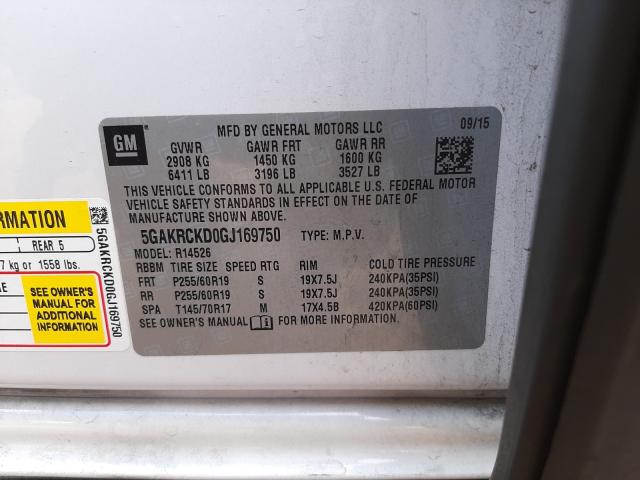 GM
MFD BY GENERAL MOTORS LLC
09/15
GVWR GAWR FRT GAWR RR
2908 KG 1450 KG 1600 KG
6411 LB 3196 LB 3527 LB
THIS VEHICLE CONFORMS TO ALL APPLICABLE U.S. FEDERAL MOTOR
VEHICLE SAFETY STANDARDS IN EFFECT ON THE DATE OF
MANUFACTURE SHOWN ABOVE.
5GAKRCKD0GJ169750 TYPE: M.P.V.
MODEL: R14526
RBBM TIRE SIZE SPEED RTG RIM COLD TIRE PRESSURE
FRT P255/60R19 S 19X7.5J 240KPA(35PSI)
RR P255/60R19 S 19X7.5J 240KPA(35PSI)
SPA T145/70R17 M 17X4.5B 420KPA(60PSI)
SEE OWNER'S MANUAL FOR MORE INFORMATION.
RMATION
REAR 5
7 kg or 1558 lbs.
SEE OWNER'S
MANUAL FOR
ADDITIONAL
INFORMATION
5GAKRCKD0GJ169750